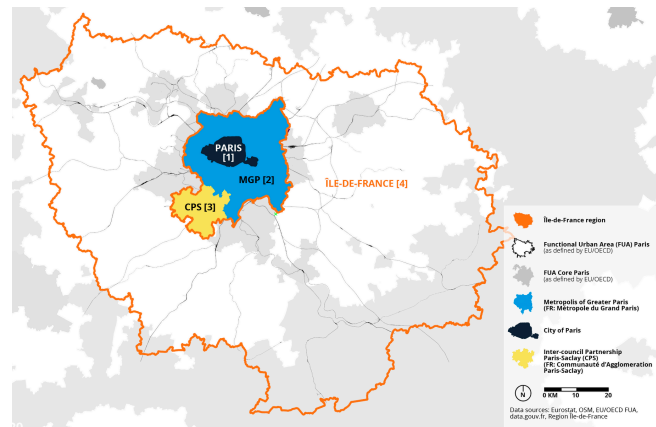 PARIS
[1]
MGP [2]
ÎLE-DE-FRANCE [4]
CPS [3]
Île-de-France region
Functional Urban Area (FUA) Paris
(as defined by EU/OECD)
FUA Core Paris
(as defined by EU/OECD)
Metropolis of Greater Paris
(FR: Métropole du Grand Paris)
City of Paris
Inter-council Partnership
Paris-Saclay (CPS)
(FR: Communauté d'Agglomeration
Paris-Saclay)
N
0 KM 10 20
Data sources: Eurostat, OSM, EU/OECD FUA,
data.gouv.fr, Region Île-de-France